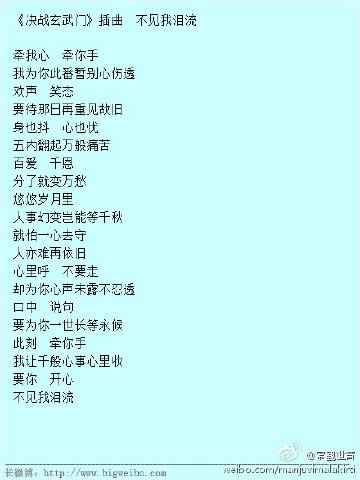 《决战玄武门》插曲　不见我泪流
牵我心　牵你手
我为你此番暂别心伤透
欢声　笑态
要待那日再重见故旧
身也抖　心也忧
五内翻起万般痛苦
百爱　千恩
分了就变万愁
悠悠岁月里
人事幻变岂能等千秋
就怕一心去守
人亦难再依旧
心里呼　不要走
却为你心声未露不忍透
口中　说句
要为你一世长等永候
此刻　牵你手
我让千般心事心里收
要你　开心
不见我泪流
长微博：http://www.bigweibo.com
weibo.com/manjuvimalakirti